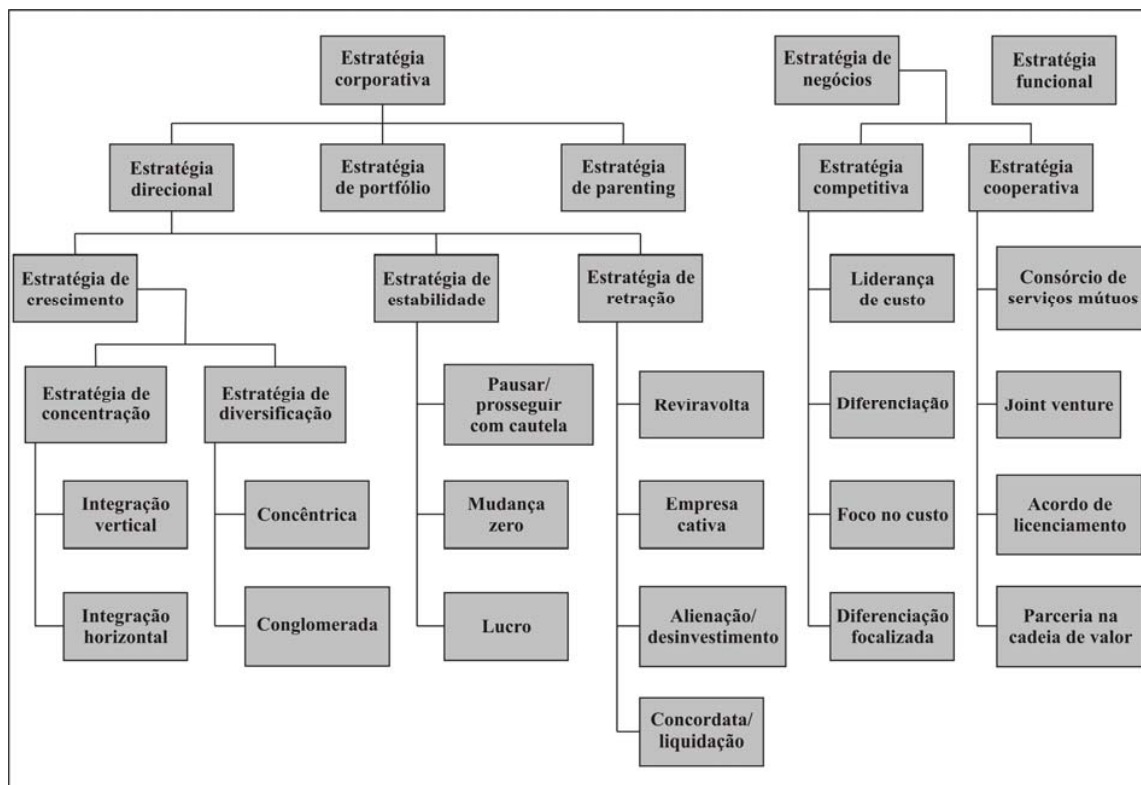 Estratégia
corporativa
Estratégia
direcional
Estratégia
de portfólio
Estratégia
de parenting
Estratégia de
crescimento
Estratégia de
estabilidade
Estratégia de
retração
Estratégia de
concentração
Estratégia de
diversificação
Integração
vertical
Integração
horizontal
Concêntrica
Conglomerada
Pausar/
prosseguir
com cautela
Mudança
zero
Lucro
Reviravolta
Empresa
cativa
Alienação/
desinvestimento
Concordata/
liquidação
Estratégia de
negócios
Estratégia
competitiva
Estratégia
cooperativa
Liderança
de custo
Diferenciação
Foco no custo
Diferenciação
focalizada
Consórcio de
serviços mútuos
Joint venture
Acordo de
licenciamento
Parceria na
cadeia de valor
Estratégia
funcional